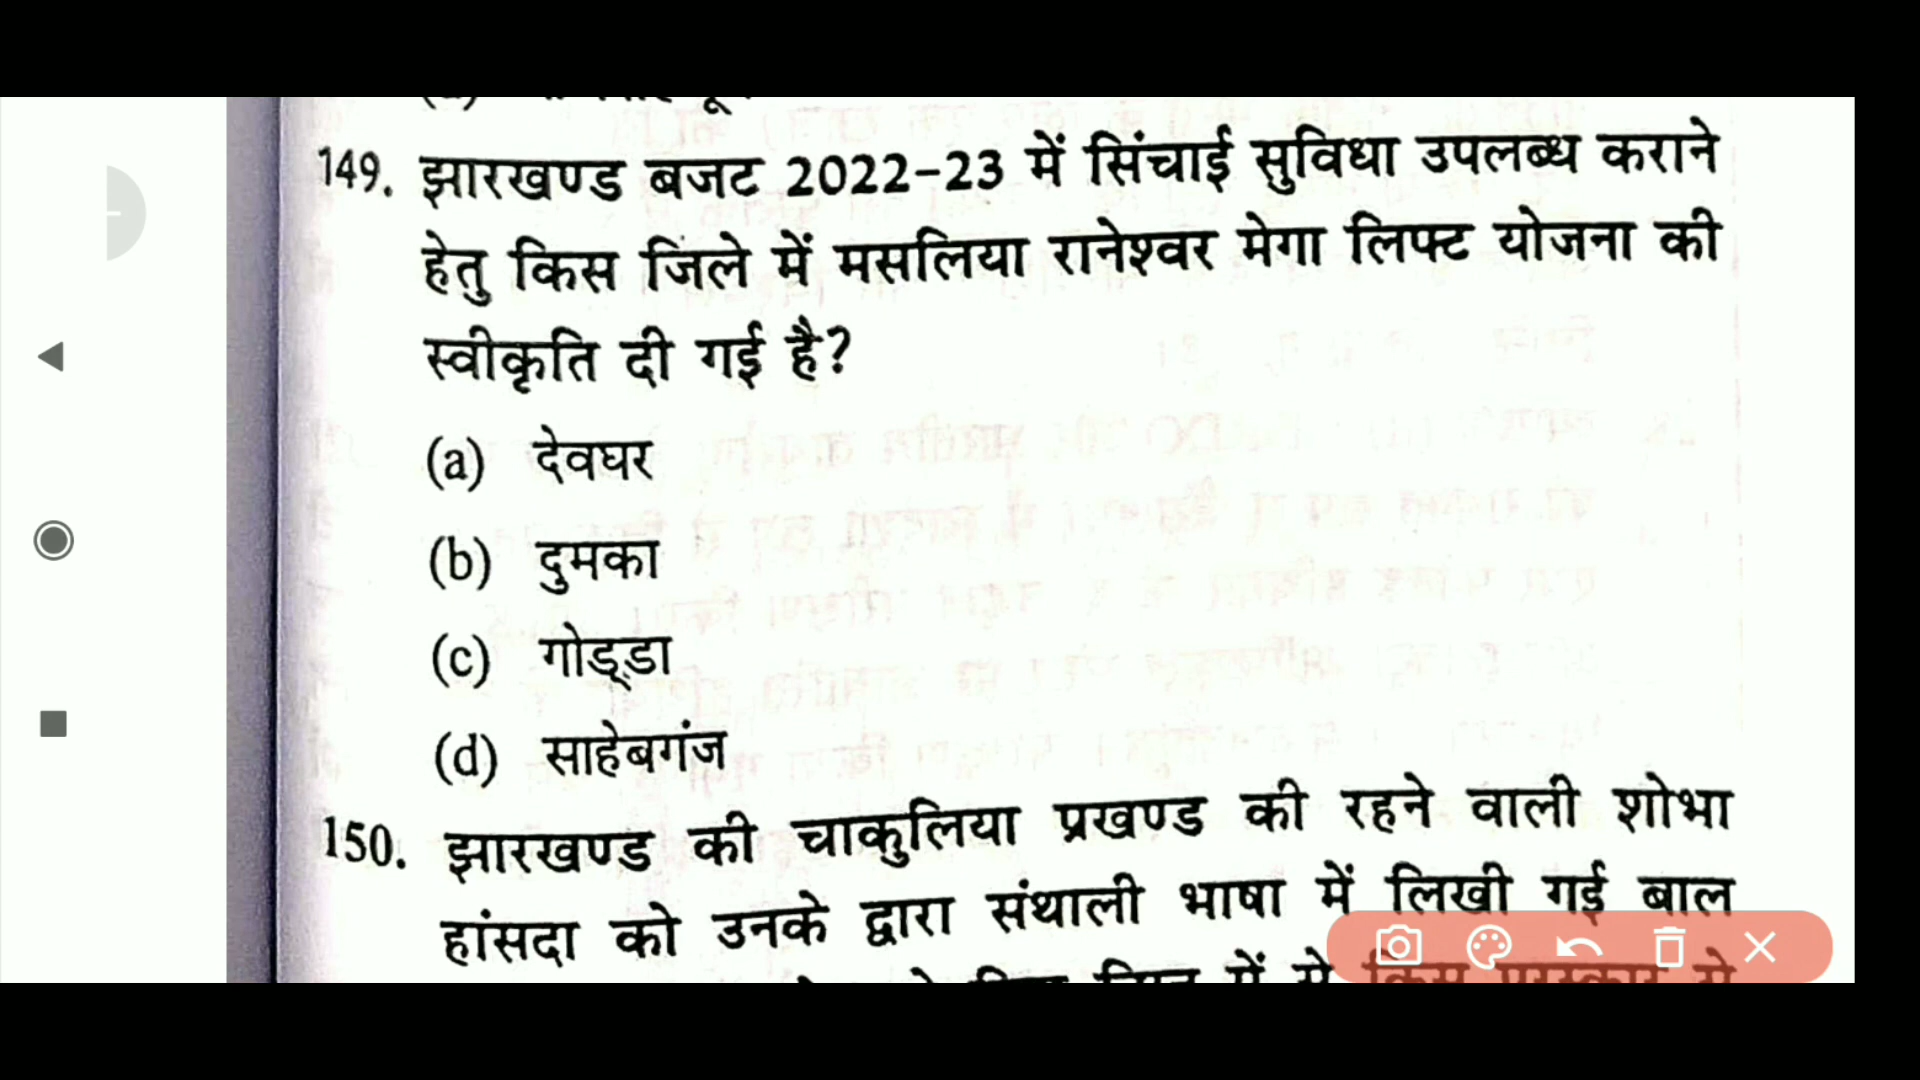 149. झारखण्ड बजट 2022-23 में सिंचाई सुविधा उपलब्ध कराने
हेतु किस जिले में मसलिया रानेश्वर मेगा लिफ्ट योजना की
स्वीकृति दी गई है?
(a) देवघर
(b) दुमका
(c) गोड्डा
(d) साहेबगंज
150. झारखण्ड की चाकुलिया प्रखण्ड की रहने वाली शोभा
हांसदा को उनके द्वारा संथाली भाषा में लिखी गई बाल
में से किस पुरस्कार से